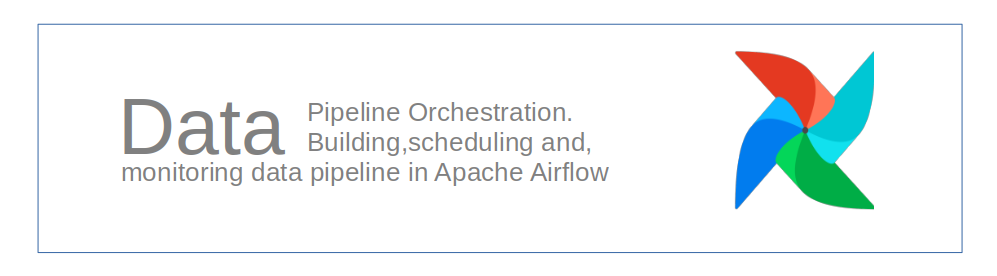 Data Pipeline Orchestration.
Building,scheduling and,
monitoring data pipeline in Apache Airflow